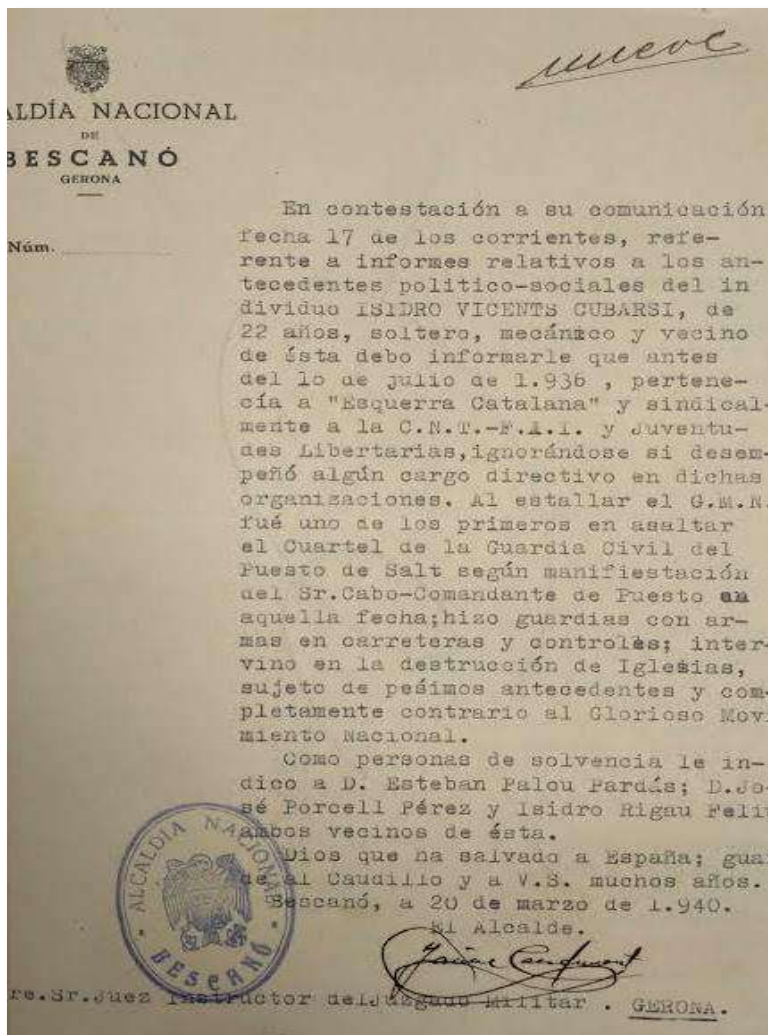 nueve
ALDÍA NACIONAL
DE
BESCANÓ
GERONA
Núm.
En contestación a su comunicación
fecha 17 de los corrientes, refe-
rente a informes relativos a los an-
tecedentes politico-sociales del in
dividuo ISIDRO VICENTS CUBARSI, de
22 años, soltero, mecánico y vecino
de ésta debo informarle que antes
del 1o de julio de 1.936 , pertene-
cía a "Esquerra Catalana" y sindical-
mente a la C.N.T.-F.A.I. y Juventu-
des Libertarias,ignorándose si desem-
peñó algún cargo directivo en dichas
organizaciones. Al estallar el G.M.N.
fué uno de los primeros en asaltar
el Cuartel de la Guardia Civil del
Puesto de Salt según manifiestación
del Sr.Cabo-Comandante de Puesto en
aquella fecha;hizo guardias con ar-
mas en carreteras y controles; inter-
vino en la destrucción de Iglesias,
sujeto de pesimos antecedentes y com-
pletamente contrario al Glorioso Movi
miento Nacional.
Como personas de solvencia le in-
dico a D. Esteban Palou Pardás; D.Jo-
sé Porcell Pérez y Isidro Rigau Feliu
ambos vecinos de ésta.
Dios que ha salvado a España; guar
de al Caudillo y a V.S. muchos años.
Bescanó, a 20 de marzo de 1.940.
El Alcalde.
ALCALDIA NACIONAL
BESCANÓ
re.Sr.Juez Instructor delJuzgado Militar . GERONA.